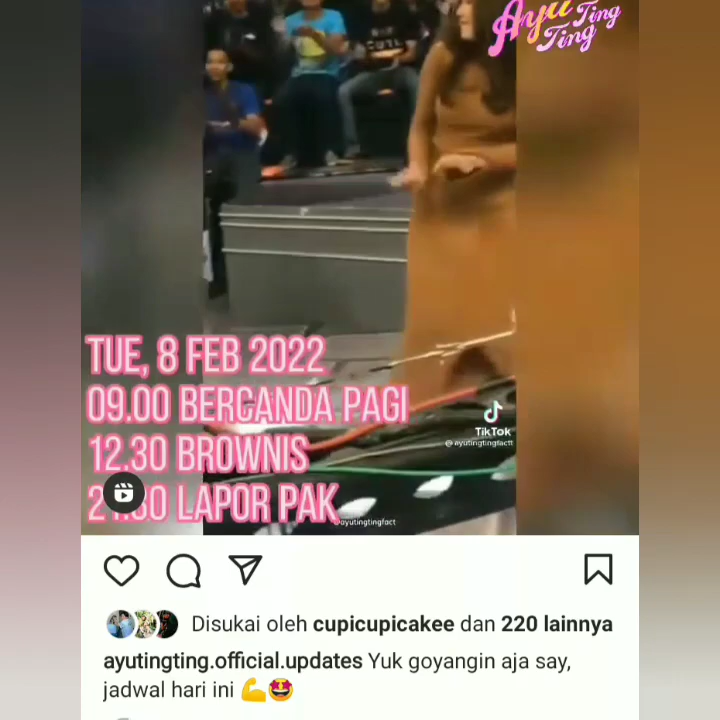 Ayu Ting
Ting
CUTL
TUE, 8 FEB 2022
09.00 BERCANDA PAGI
12.30 BROWNIS
LAPOR PAK
TikTok
@ayutingtingfactt
@ayutingtingfact
Disukai oleh cupicupicakee dan 220 lainnya
ayutingting.official.updates Yuk goyangin aja say,
jadwal hari ini 💪🤩